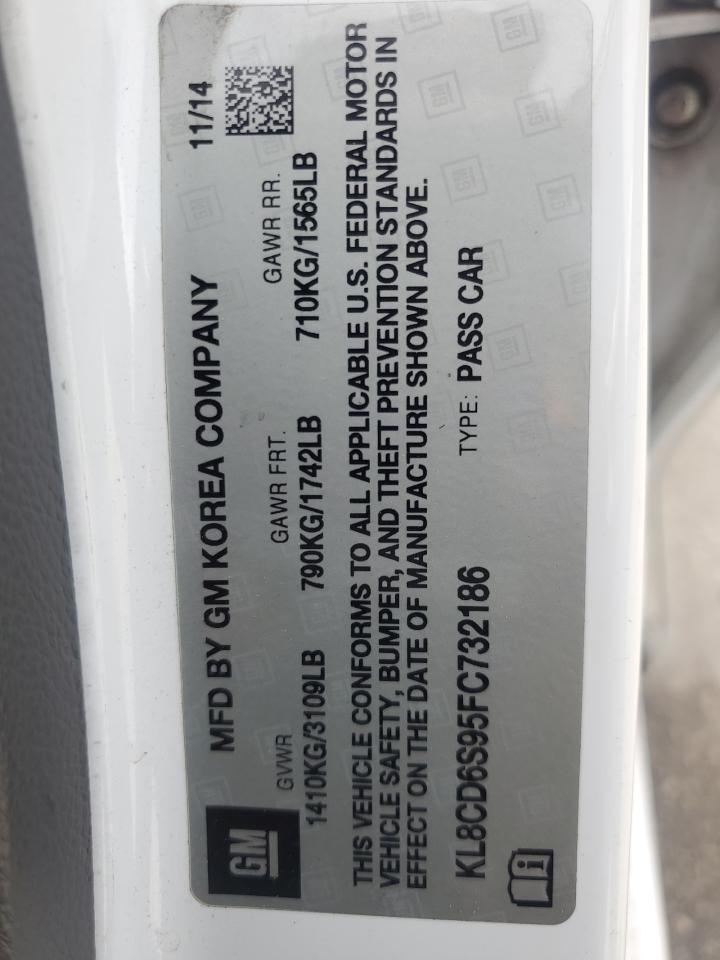 GM
MFD BY GM KOREA COMPANY 11/14
GVWR GAWR FRT. GAWR RR.
1410KG/3109LB 790KG/1742LB 710KG/1565LB
THIS VEHICLE CONFORMS TO ALL APPLICABLE U.S. FEDERAL MOTOR
VEHICLE SAFETY, BUMPER, AND THEFT PREVENTION STANDARDS IN
EFFECT ON THE DATE OF MANUFACTURE SHOWN ABOVE.
KL8CD6S95FC732186 TYPE: PASS CAR